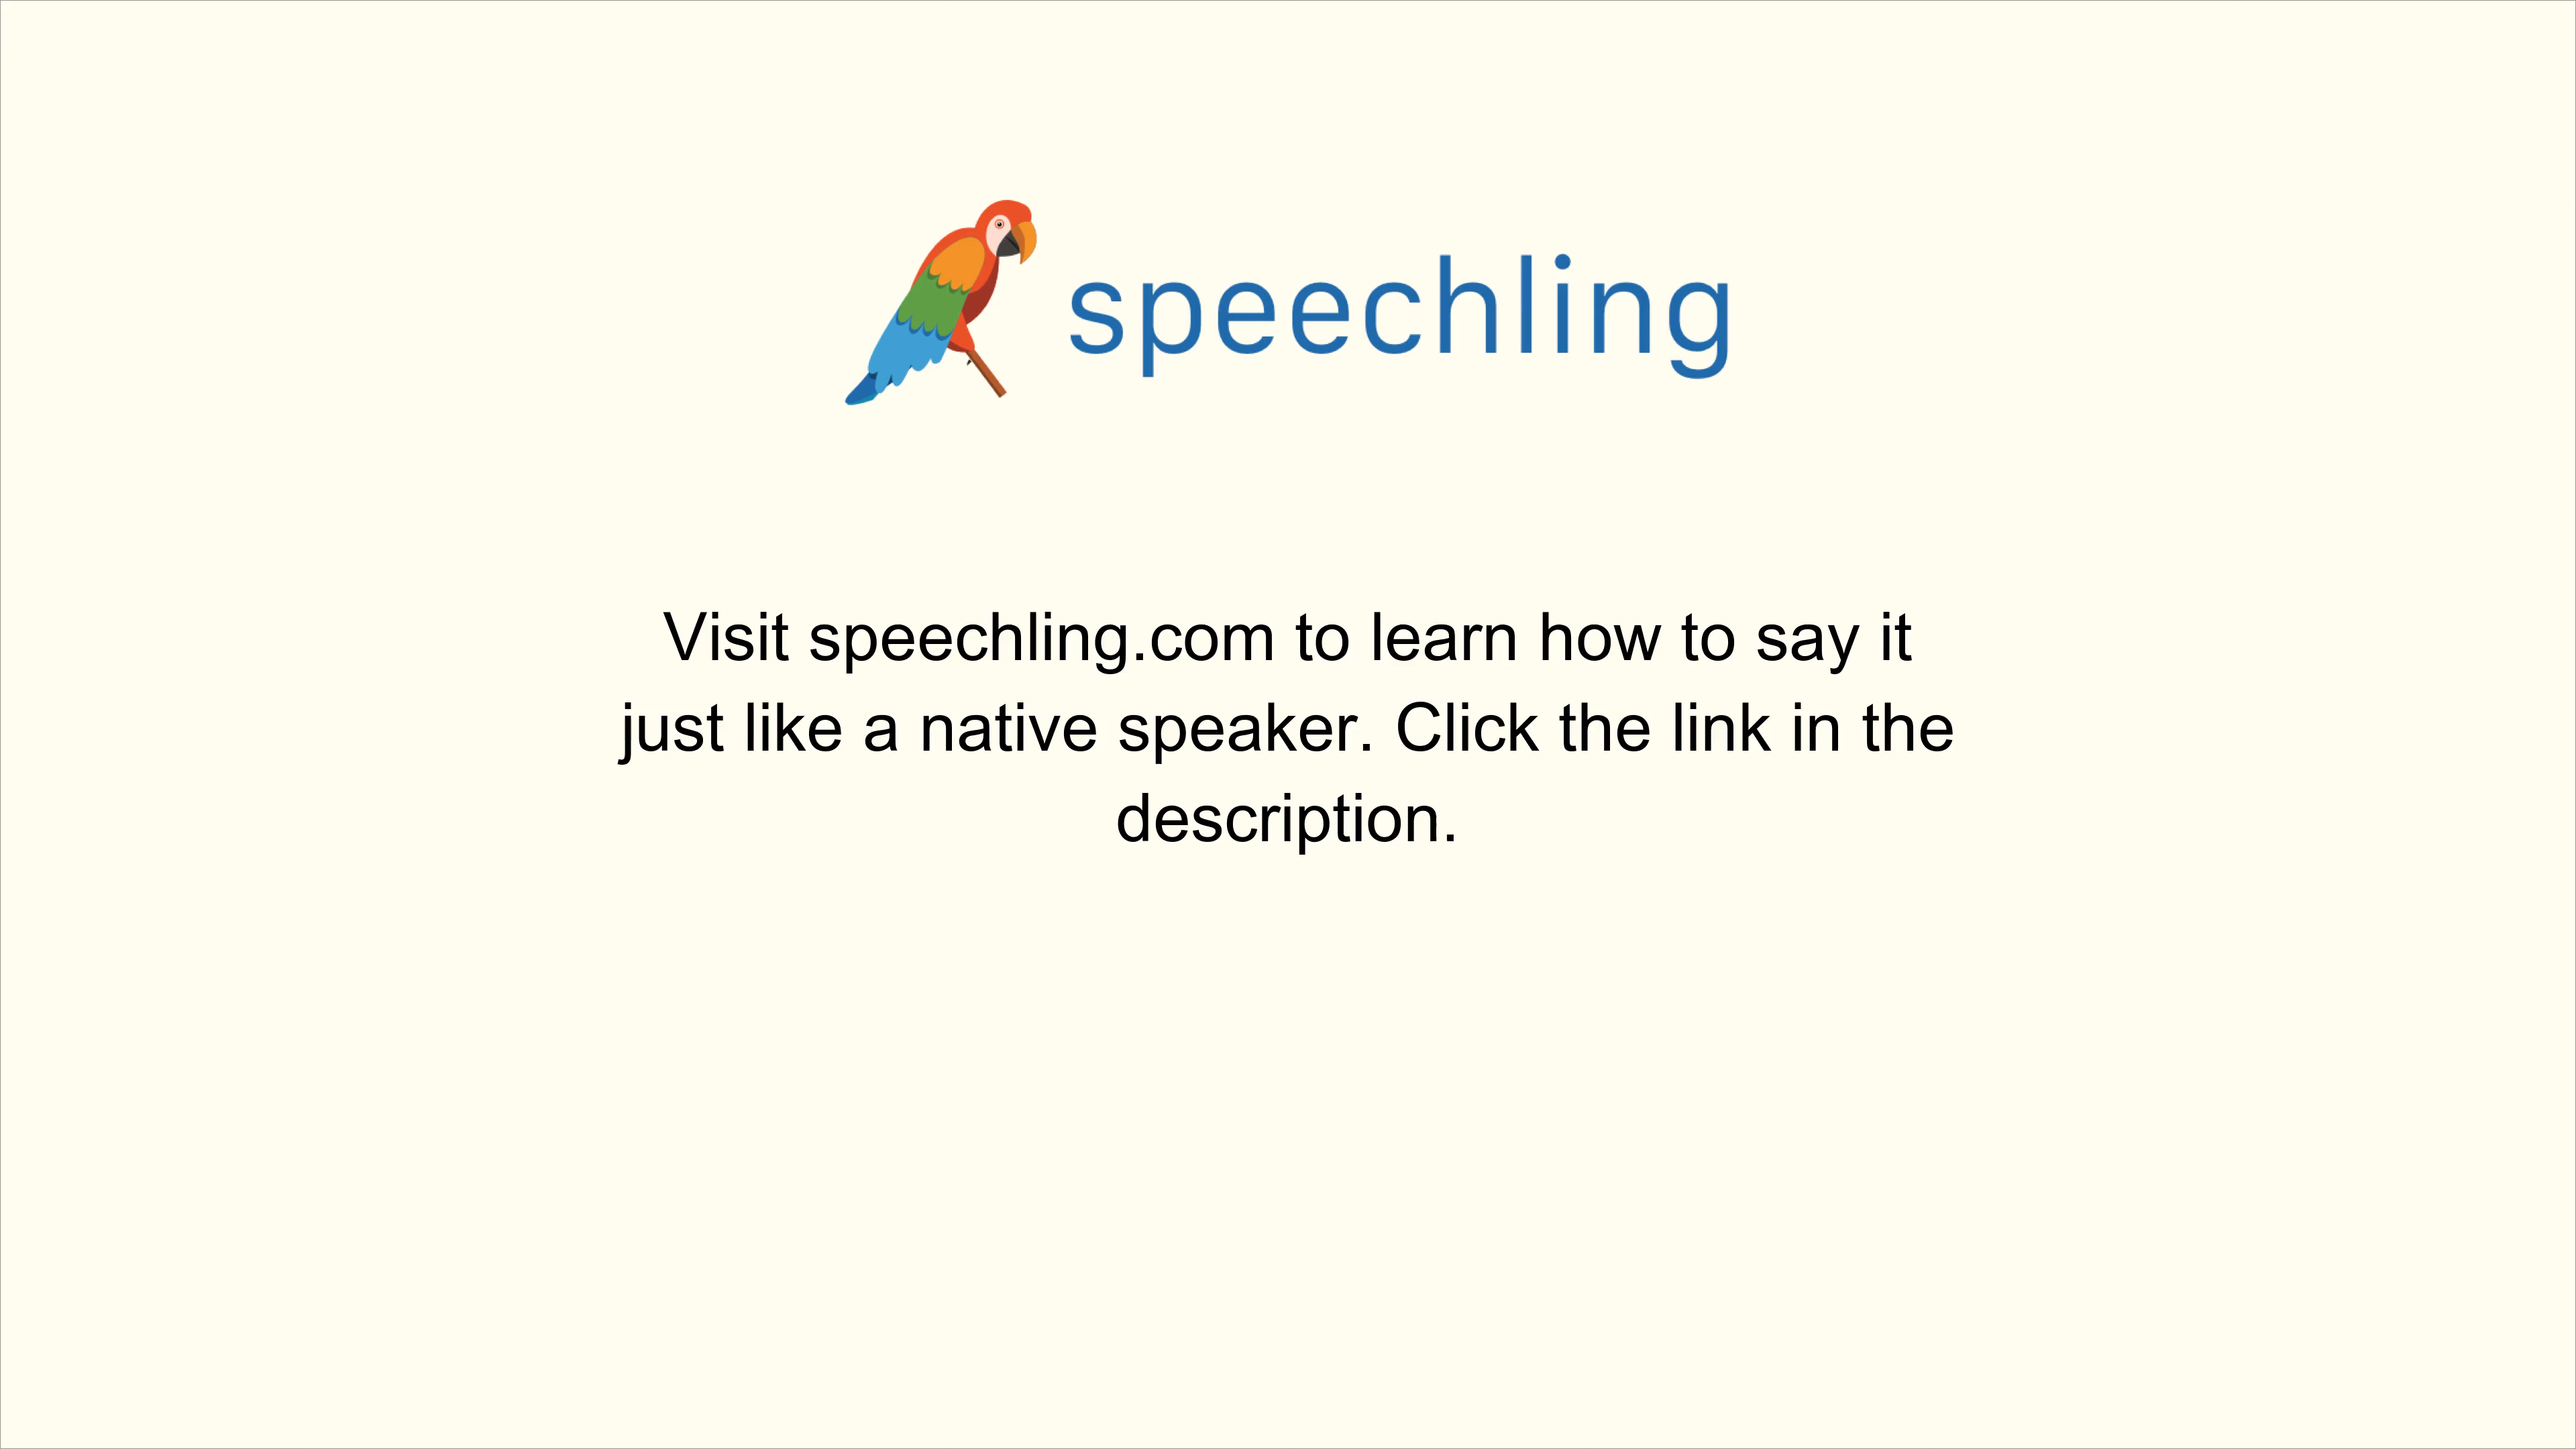 speechling
Visit speechling.com to learn how to say it
just like a native speaker. Click the link in the
description.